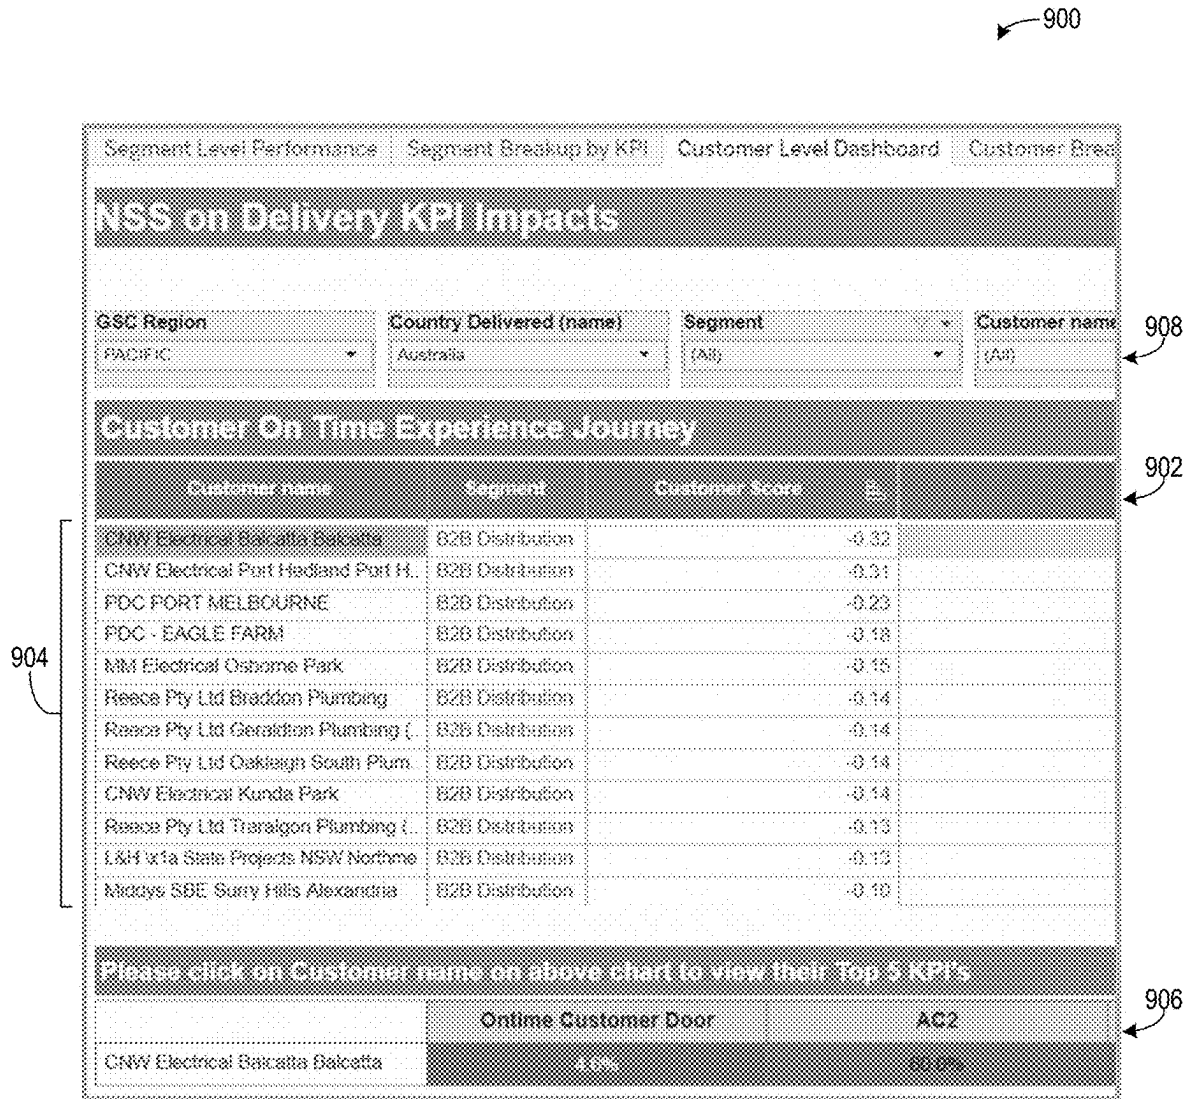 900
Segment Level Performance Segment Breakup by KPI Customer Level Dashboard Customer Brea
NSS on Delivery KPI Impacts
GSC Region Country Delivered (name) Segment Customer name
908
PACIFIC Australia (All) (All)
Customer On Time Experience Journey
902
Customer name Segment Customer Score
CNW Electrical Balcatta Balcatta B2B Distribution -0.32
CNW Electrical Port Hedland Port H.. B2B Distribution -0.31
PDC PORT MELBOURNE B2B Distribution -0.23
PDC - EAGLE FARM B2B Distribution -0.18
904
MM Electrical Osborne Park B2B Distribution -0.15
Reece Pty Ltd Braddon Plumbing B2B Distribution -0.14
Reece Pty Ltd Geraldton Plumbing (.. B2B Distribution -0.14
Reece Pty Ltd Oakleigh South Plum.. B2B Distribution -0.14
CNW Electrical Kunda Park B2B Distribution -0.14
Reece Pty Ltd Traralgon Plumbing (.. B2B Distribution -0.13
L&H \x1a State Projects NSW Northme B2B Distribution -0.13
Middys SBE Surry Hills Alexandria B2B Distribution -0.10
Please click on Customer name on above chart to view their Top 5 KPI's
906
Ontime Customer Door AC2
CNW Electrical Balcatta Balcatta